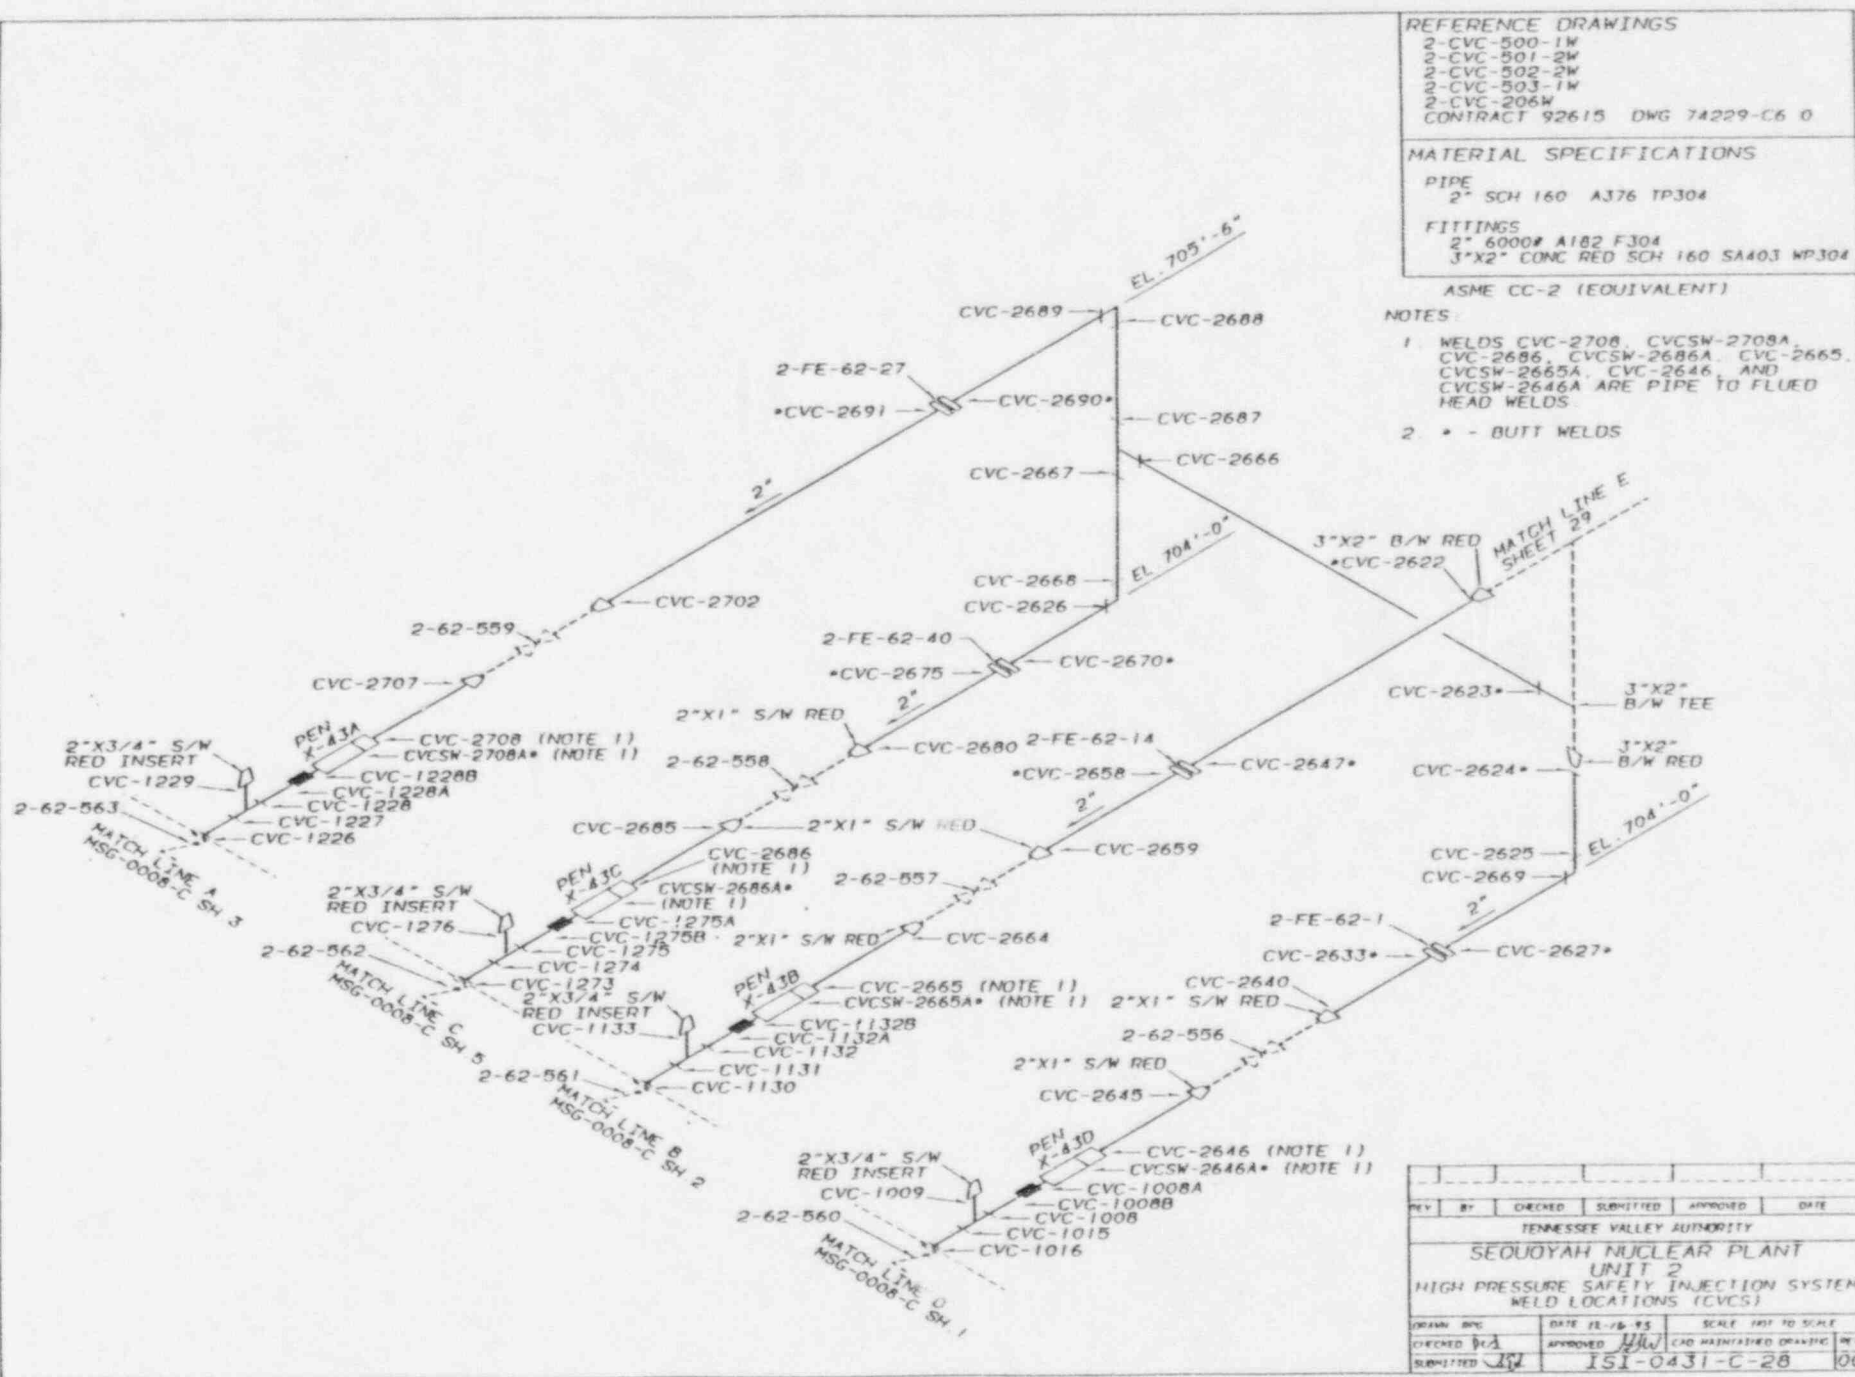 REFERENCE DRAWINGS
2-CVC-500-1W
2-CVC-501-2W
2-CVC-502-2W
2-CVC-503-1W
2-CVC-206W
CONTRACT 92615 DWG 74229-C6 0
MATERIAL SPECIFICATIONS
PIPE
2" SCH 160 A376 TP304
FITTINGS
2" 6000# A182 F304
3"X2" CONC RED SCH 160 SA403 WP304
ASME CC-2 (EQUIVALENT)
NOTES:
1. WELDS CVC-2708, CVCSW-2708A,
CVC-2686, CVCSW-2686A, CVC-2665,
CVCSW-2665A, CVC-2646, AND
CVCSW-2646A ARE PIPE TO FLUED
HEAD WELDS.
2. * - BUTT WELDS
EL. 705'-6"
CVC-2689
CVC-2688
2-FE-62-27
*CVC-2691
CVC-2690*
CVC-2687
CVC-2666
CVC-2667
2"
MATCH LINE E
SHEET 29
3"X2" B/W RED
*CVC-2622
EL 704'-0"
CVC-2668
CVC-2626
CVC-2702
2-62-559
2-FE-62-40
*CVC-2675
CVC-2670*
CVC-2707
2"
CVC-2623*
3"X2"
B/W TEE
2"X1" S/W RED
CVC-2680
2-FE-62-14
*CVC-2658
CVC-2647*
3"X2"
B/W RED
CVC-2624*
PEN
X-43A
CVC-2708 (NOTE 1)
CVCSW-2708A* (NOTE 1)
2"X3/4" S/W
RED INSERT
CVC-1229
CVC-1228B
CVC-1228A
CVC-1228
CVC-1227
CVC-1226
2-62-563
MATCH LINE A
MSG-0008-C SH 3
2-62-558
CVC-2685
2"X1" S/W RED
2"
CVC-2659
EL. 704'-0"
CVC-2625
CVC-2669
2"
PEN
X-43C
CVC-2686
(NOTE 1)
CVCSW-2686A*
(NOTE 1)
2-62-557
2"X3/4" S/W
RED INSERT
CVC-1276
CVC-1275A
CVC-1275B
CVC-1275
CVC-1274
CVC-1273
2-62-562
MATCH LINE C
MSG-0008-C SH 5
2"X1" S/W RED
CVC-2664
2-FE-62-1
CVC-2633*
CVC-2627*
PEN
X-43B
CVC-2665 (NOTE 1)
CVCSW-2665A* (NOTE 1)
2"X3/4" S/W
RED INSERT
CVC-1133
CVC-1132B
CVC-1132A
CVC-1132
CVC-1131
CVC-1130
2-62-561
MATCH LINE B
MSG-0008-C SH 2
CVC-2640
2"X1" S/W RED
2-62-556
2"X1" S/W RED
CVC-2645
PEN
X-43D
CVC-2646 (NOTE 1)
CVCSW-2646A* (NOTE 1)
2"X3/4" S/W
RED INSERT
CVC-1009
CVC-1008A
CVC-1008B
CVC-1008
CVC-1015
CVC-1016
2-62-560
MATCH LINE D
MSG-0008-C SH 1
REV BY CHECKED SUBMITTED APPROVED DATE
TENNESSEE VALLEY AUTHORITY
SEQUOYAH NUCLEAR PLANT
UNIT 2
HIGH PRESSURE SAFETY INJECTION SYSTEM
WELD LOCATIONS (CVCS)
DRAWN DATE SCALE NOT TO SCALE
CHECKED APPROVED CAD MAINTAINED DRAWING
SUBMITTED ISI-0431-C-28